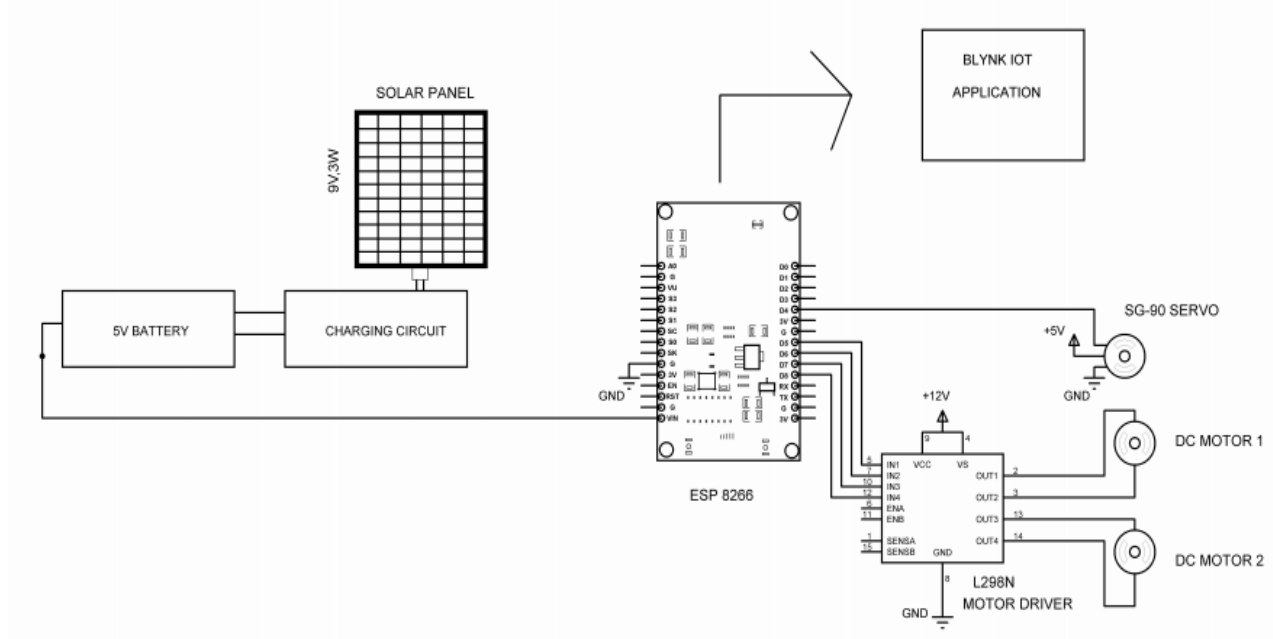 BLYNK IOT
APPLICATION
SOLAR PANEL
9V,3W
5V BATTERY
CHARGING CIRCUIT
A0
G
VU
S3
S2
S1
SC
S0
SK
G
3V
EN
RST
G
VIN
D0
D1
D2
D3
D4
3V
G
D5
D6
D7
D8
RX
TX
G
3V
GND
ESP 8266
SG-90 SERVO
+5V
GND
+12V
9
4
VCC
VS
5
IN1
7
IN2
10
IN3
12
IN4
6
ENA
11
ENB
1
SENSA
15
SENSB
GND
8
OUT1
2
OUT2
3
OUT3
13
OUT4
14
DC MOTOR 1
DC MOTOR 2
L298N
MOTOR DRIVER
GND